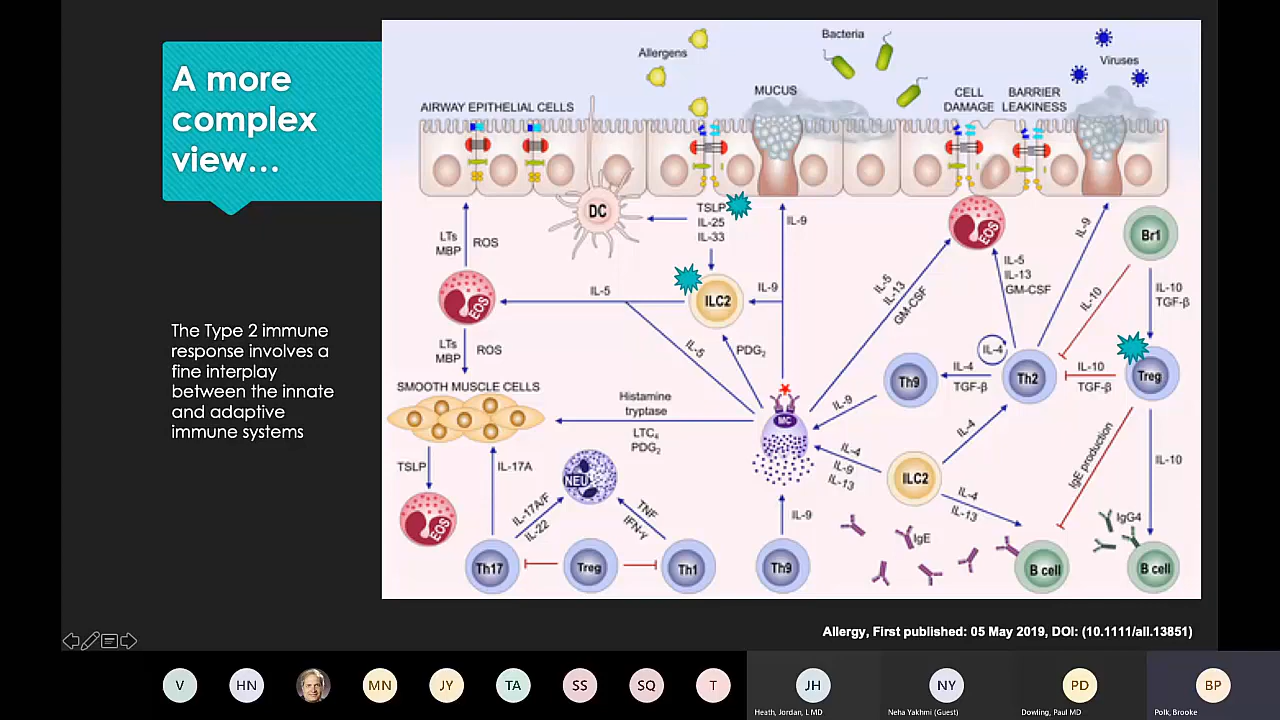 A more
complex
view...
The Type 2 immune
response involves a
fine interplay
between the innate
and adaptive
immune systems
Allergens
Bacteria
Viruses
AIRWAY EPITHELIAL CELLS
MUCUS
CELL
DAMAGE
BARRIER
LEAKINESS
DC
TSLP
IL-25
IL-33
IL-9
EOS
IL-9
Br1
LTs
MBP
ROS
IL-5
IL-13
GM-CSF
IL-5
IL-13
GM-CSF
IL-10
IL-10
TGF-β
EOS
IL-5
ILC2
IL-9
LTs
MBP
ROS
IL-5
PDG2
IL-4
Th9
IL-4
TGF-β
Th2
IL-10
TGF-β
Treg
SMOOTH MUSCLE CELLS
Histamine
tryptase
LTC4
PDG2
MC
IL-9
IL-4
IgE production
IL-10
TSLP
IL-17A
NEU
IL-4
IL-9
IL-13
ILC2
IL-4
IL-13
EOS
IL-17A/F
IL-22
TNF
IFN-γ
IL-9
IgE
IgG4
Th17
Treg
Th1
Th9
B cell
B cell
Allergy, First published: 05 May 2019, DOI: (10.1111/all.13851)
V
HN
MN
JY
TA
SS
SQ
T
JH
NY
PD
BP
Heath, Jordan, L MD
Neha Yakhmi (Guest)
Dowling, Paul MD
Polk, Brooke